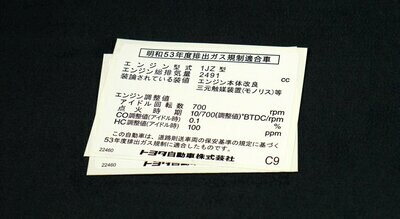 昭和53年度排出ガス規制適合車
エンジン型式 1JZ型
エンジン総排気量 2491 cc
装論されている装値 エンジン本体改良
三元触媒装置(モノリス)等
エンジン調整値
アイドル回転数 700 rpm
点火時期 10/700(調整値)°BTDC/rpm
CO調整値(アイドル時) 0.1 %
HC調整値(アイドル時) 100 ppm
この自動車は、道路刷送車両の保安基準の規定に基づく
53年度排出ガス規制に適合したものです。
22460 トヨタ自動車株式会社 C9
22460